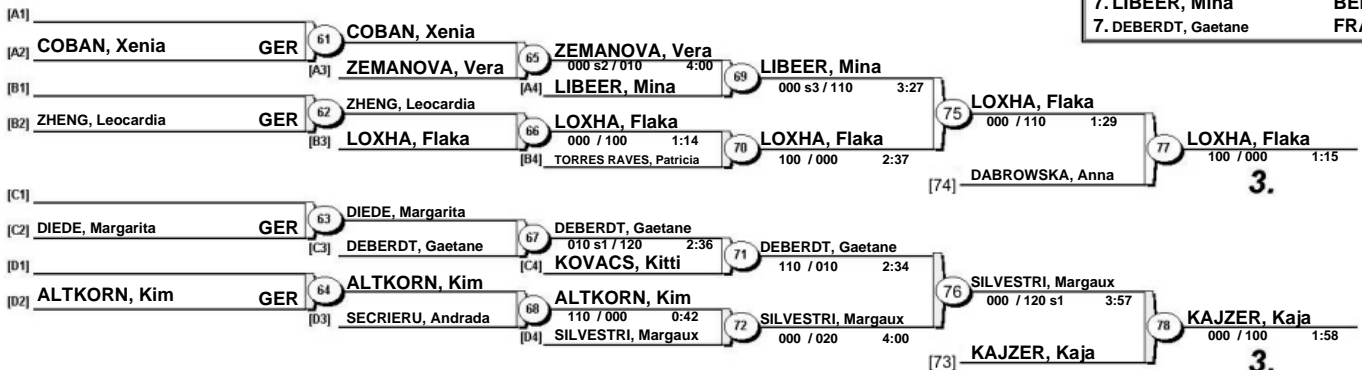 7. LIBEER, Mina
7. DEBERDT, Gaetane FRA
[A1]
[A2] COBAN, Xenia GER
61
COBAN, Xenia
[A3] ZEMANOVA, Vera
65
ZEMANOVA, Vera
000 s2 / 010 4:00
[A4] LIBEER, Mina
69
LIBEER, Mina
000 s3 / 110 3:27
[B1]
[B2] ZHENG, Leocardia GER
62
ZHENG, Leocardia
[B3] LOXHA, Flaka
66
LOXHA, Flaka
000 / 100 1:14
[B4] TORRES RAVES, Patricia
70
LOXHA, Flaka
100 / 000 2:37
75
LOXHA, Flaka
000 / 110 1:29
[74] DABROWSKA, Anna
77
LOXHA, Flaka
100 / 000 1:15
3.
[C1]
[C2] DIEDE, Margarita GER
63
DIEDE, Margarita
[C3] DEBERDT, Gaetane
67
DEBERDT, Gaetane
010 s1 / 120 2:36
[C4] KOVACS, Kitti
71
DEBERDT, Gaetane
110 / 010 2:34
[D1]
[D2] ALTKORN, Kim GER
64
ALTKORN, Kim
[D3] SECRIERU, Andrada
68
ALTKORN, Kim
110 / 000 0:42
[D4] SILVESTRI, Margaux
72
SILVESTRI, Margaux
000 / 020 4:00
76
SILVESTRI, Margaux
000 / 120 s1 3:57
[73] KAJZER, Kaja
78
KAJZER, Kaja
000 / 100 1:58
3.